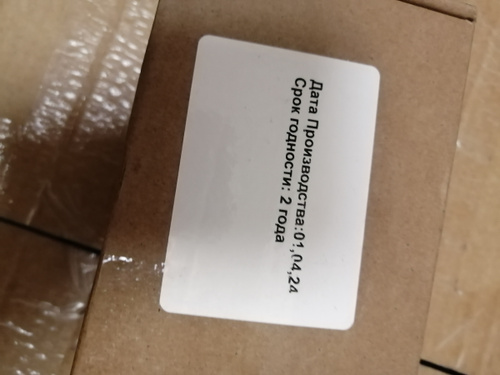 Дата Производства:01,04,24
Срок годности: 2 года